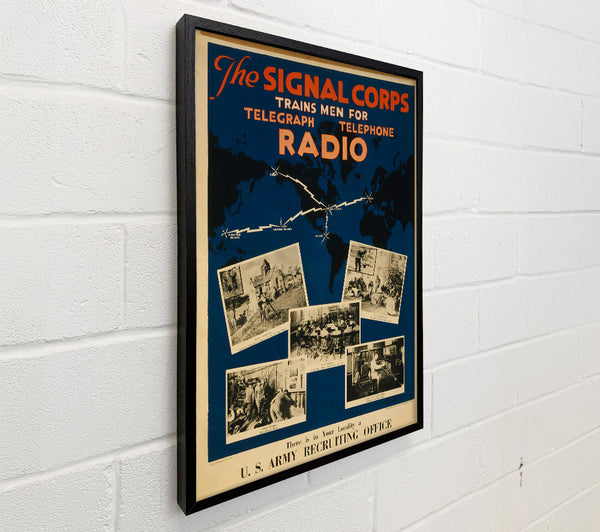 The SIGNAL CORPS
TRAINS MEN FOR
TELEGRAPH TELEPHONE
RADIO
There is in Your Locality a
U. S. ARMY RECRUITING OFFICE